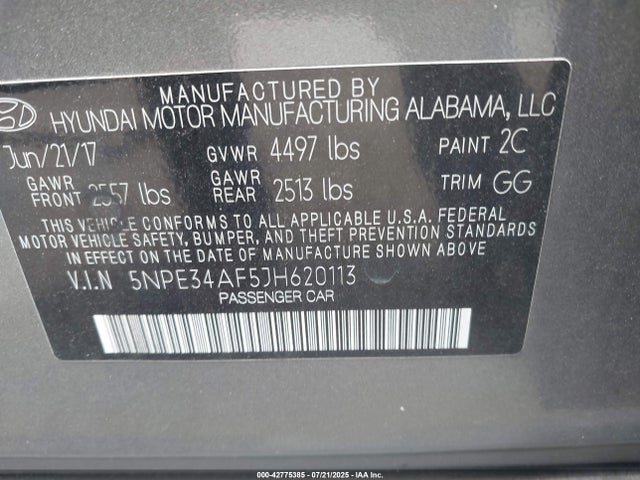 MANUFACTURED BY
HYUNDAI MOTOR MANUFACTURING ALABAMA, LLC
Jun/21/17 GVWR 4497 lbs PAINT 2C
GAWR FRONT 2557 lbs GAWR REAR 2513 lbs TRIM GG
THIS VEHICLE CONFORMS TO ALL APPLICABLE U.S.A. FEDERAL
MOTOR VEHICLE SAFETY, BUMPER, AND THEFT PREVENTION STANDARDS
IN EFFECT ON THE DATE OF MANUFACTURE SHOWN ABOVE.
V.I.N 5NPE34AF5JH620113
PASSENGER CAR
000-42775385 - 07/21/2025 - IAA Inc.